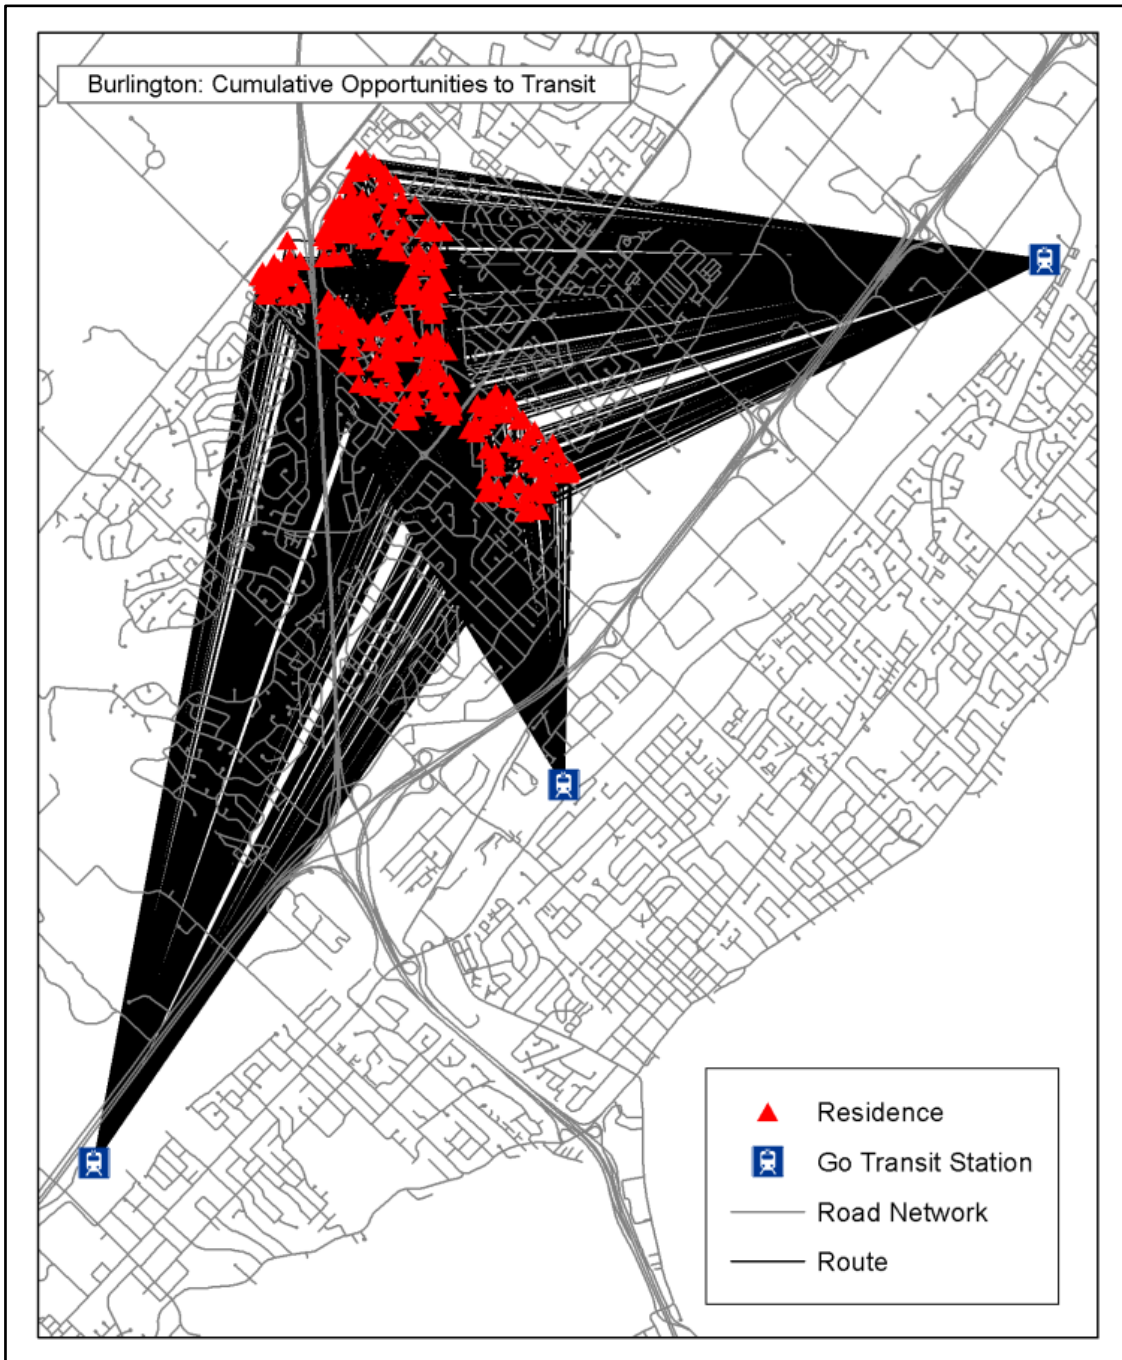 Burlington: Cumulative Opportunities to Transit
Residence
Go Transit Station
Road Network
Route